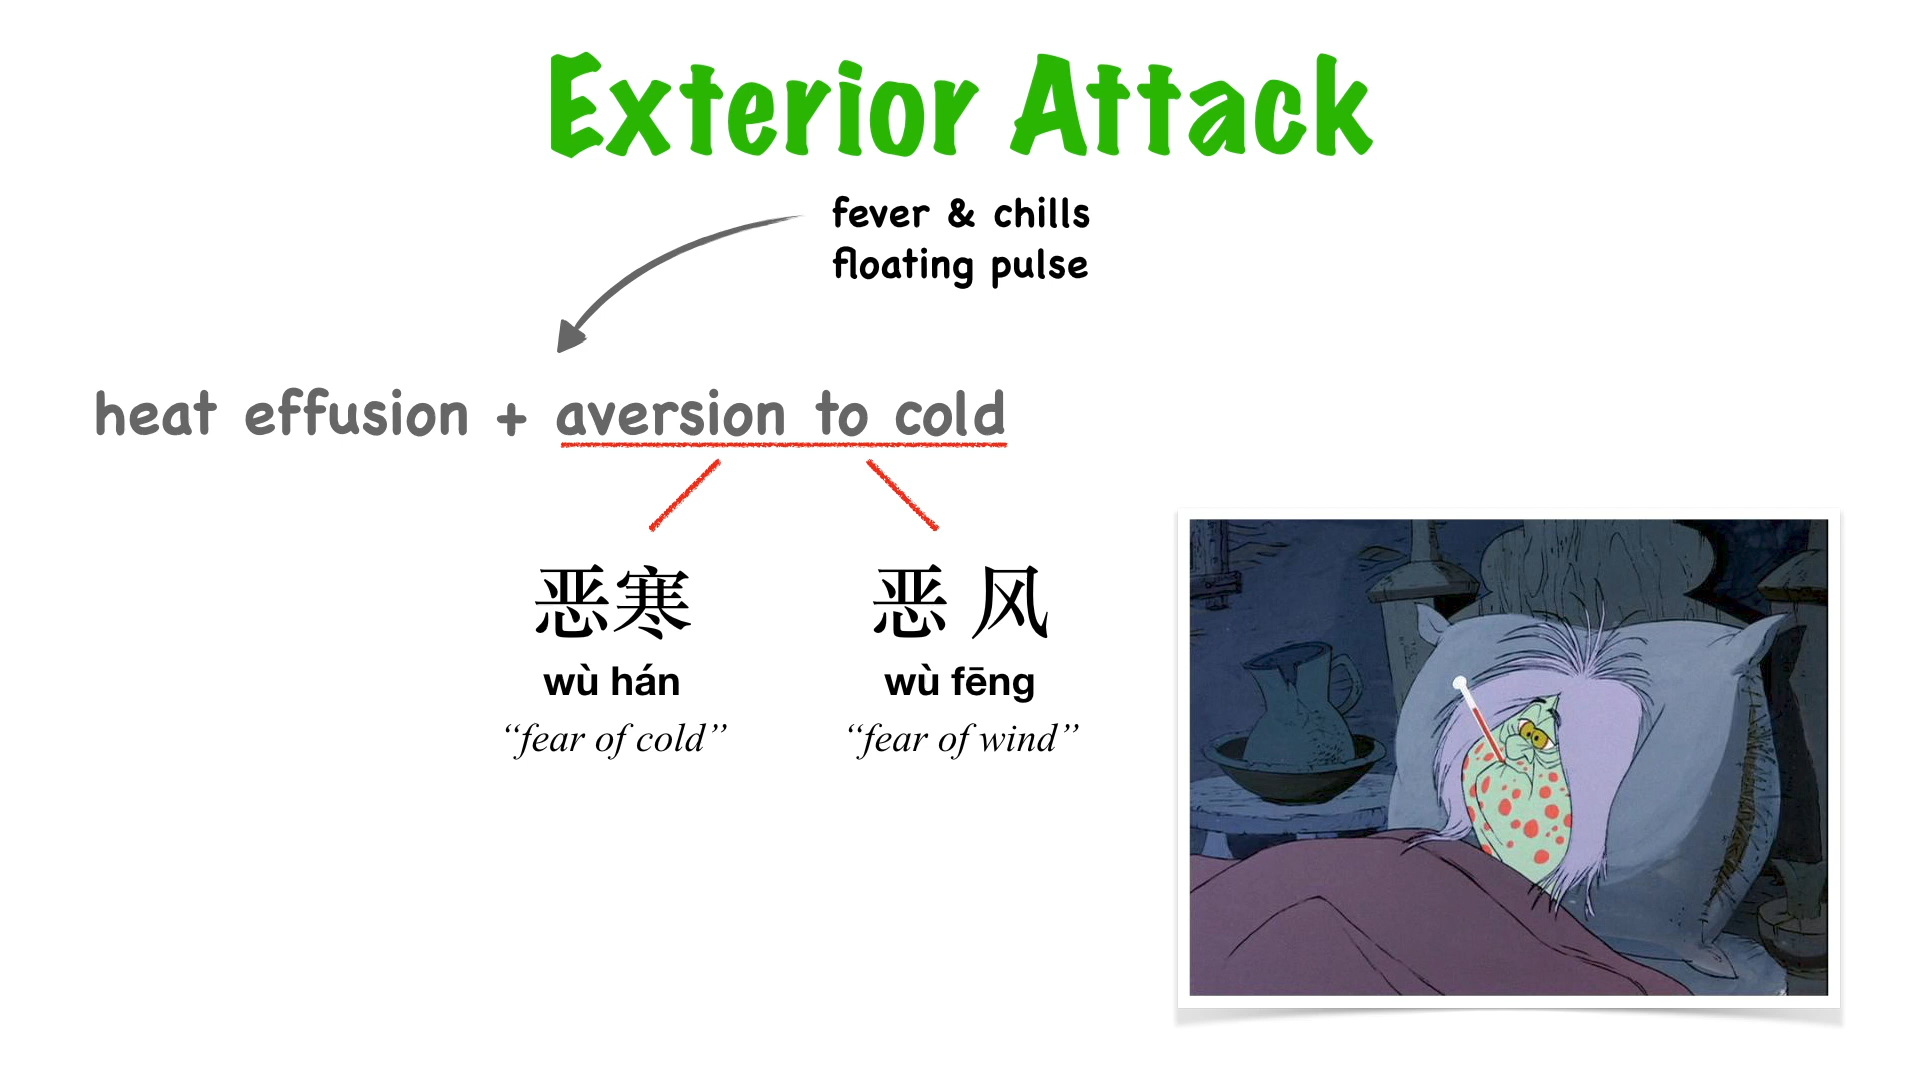 Exterior Attack
fever & chills
floating pulse
heat effusion + aversion to cold
恶寒
wù hán
“fear of cold”
恶 风
wù fēng
“fear of wind”